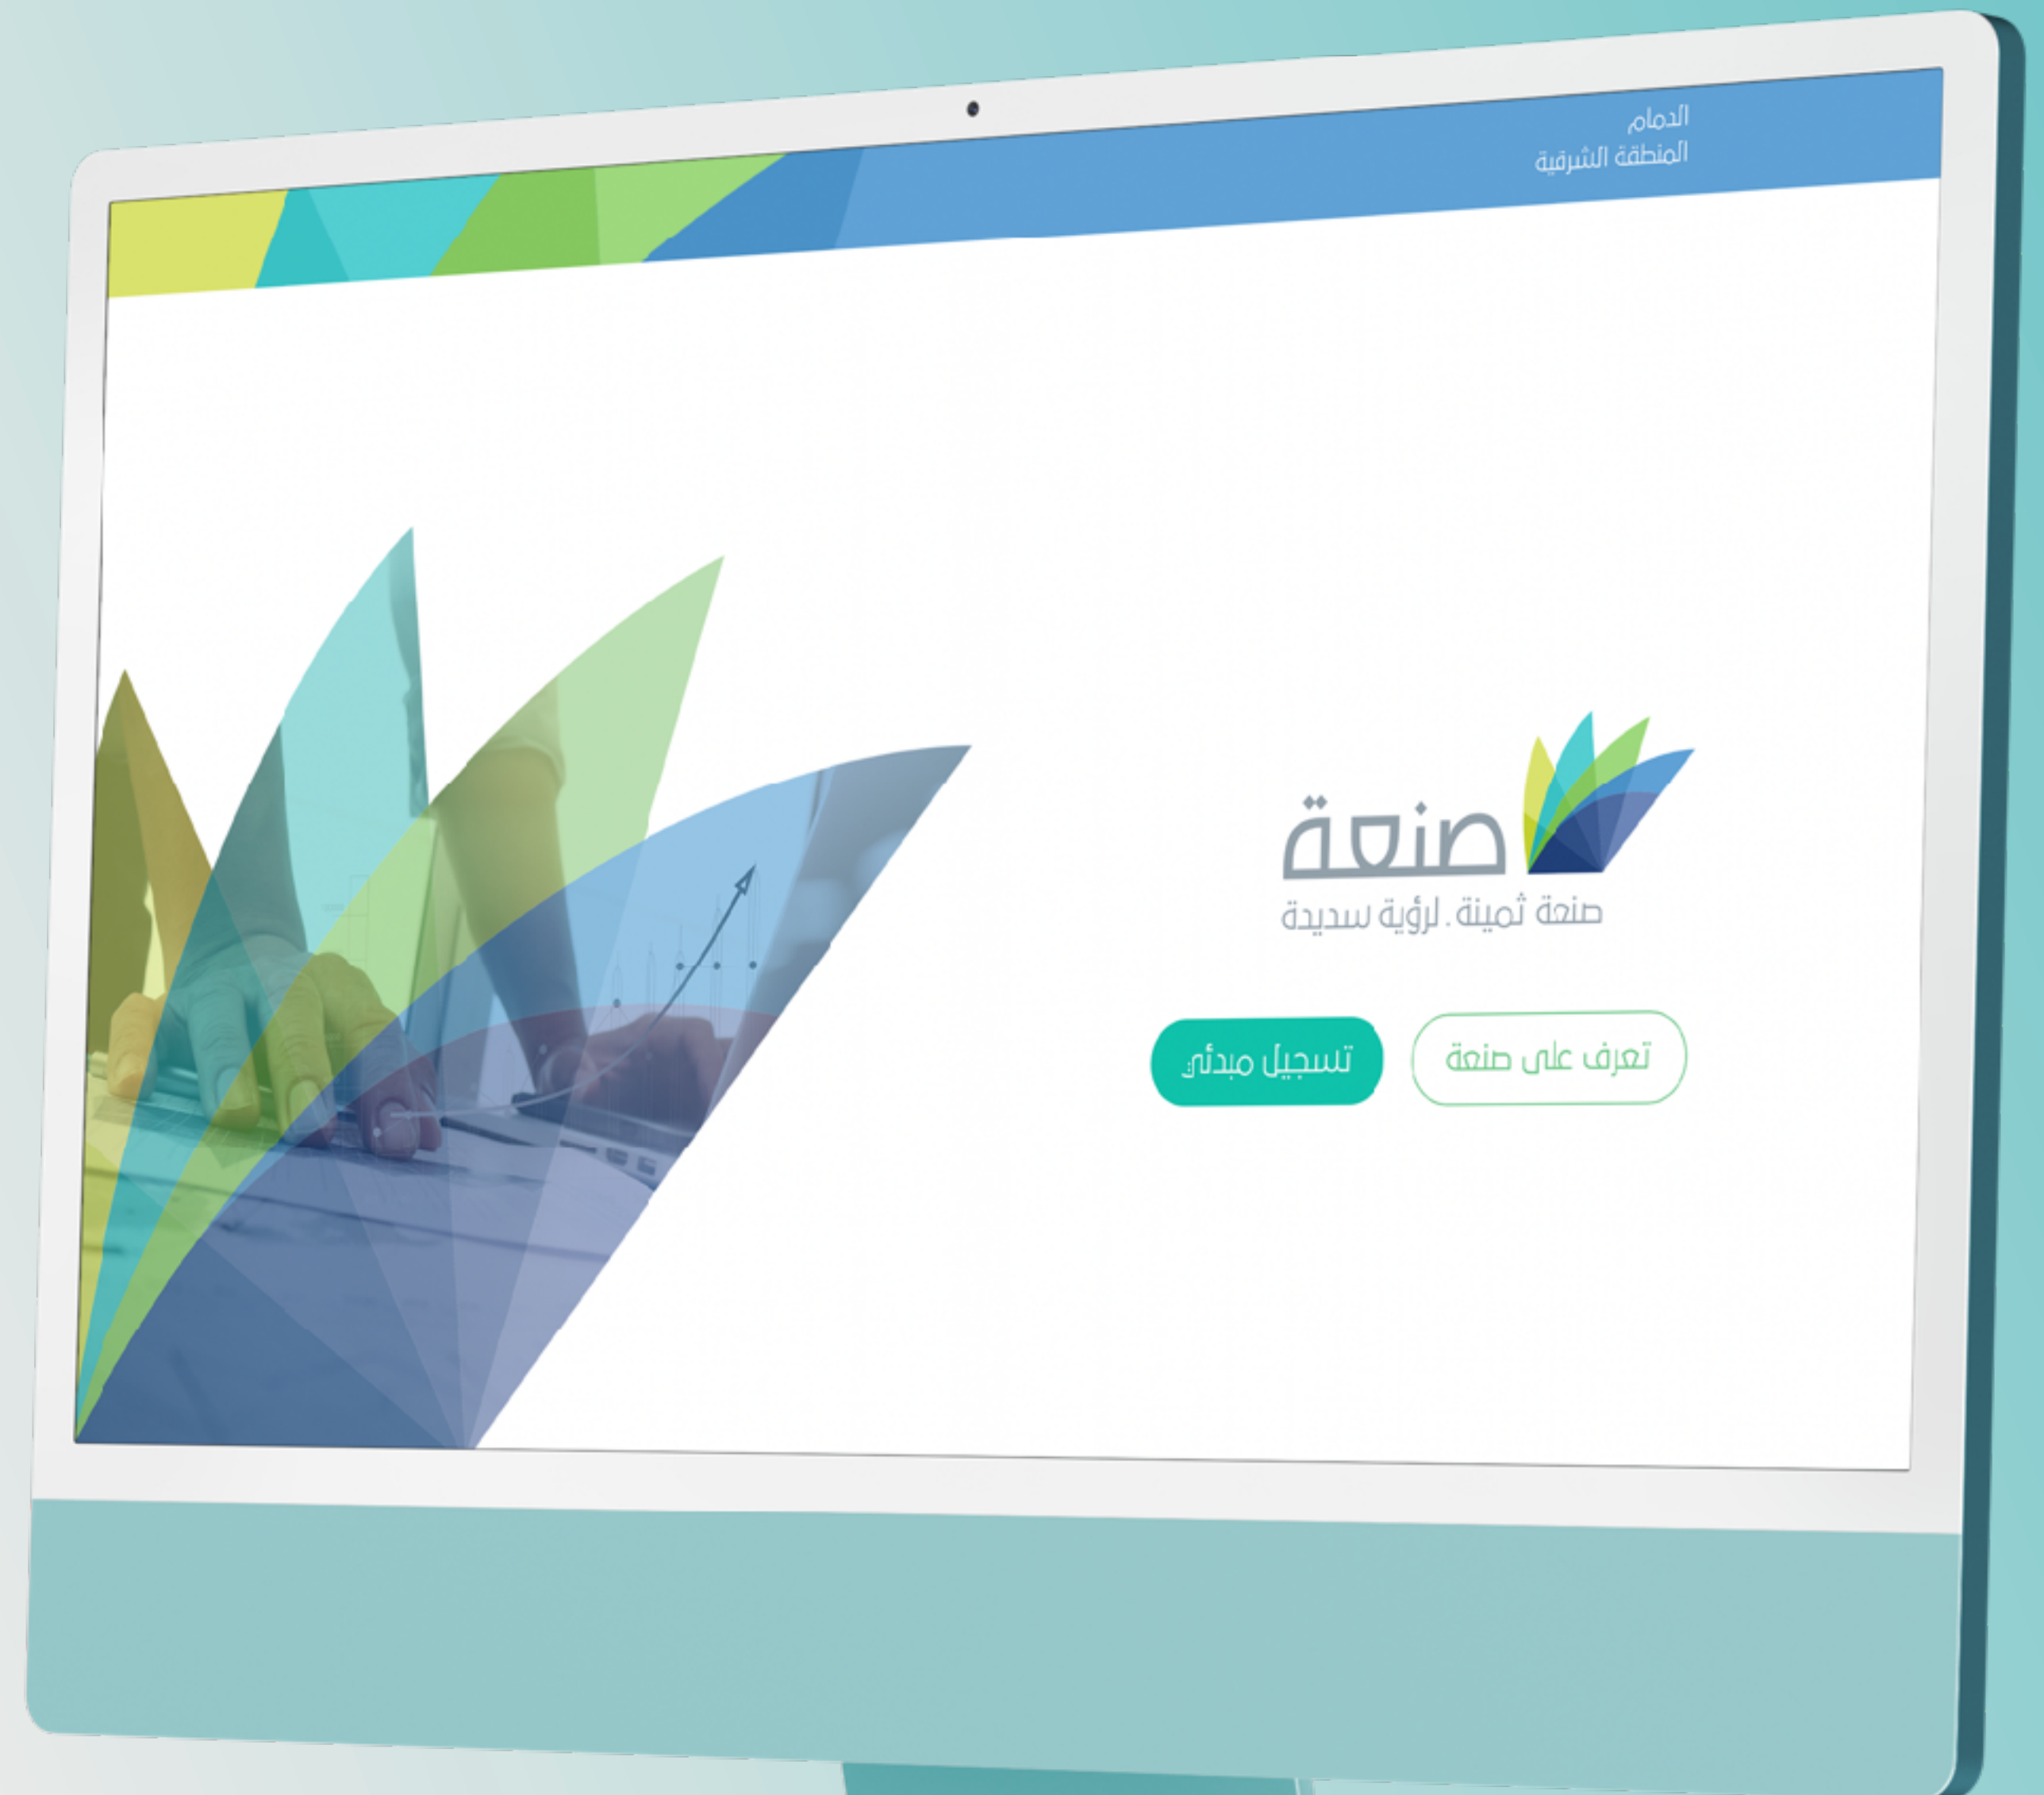 الدمام
المنطقة الشرقية
صنعة
صنعة ثمينة . لرؤية سديدة
تعرف على صنعة
تسجيل مبدئي